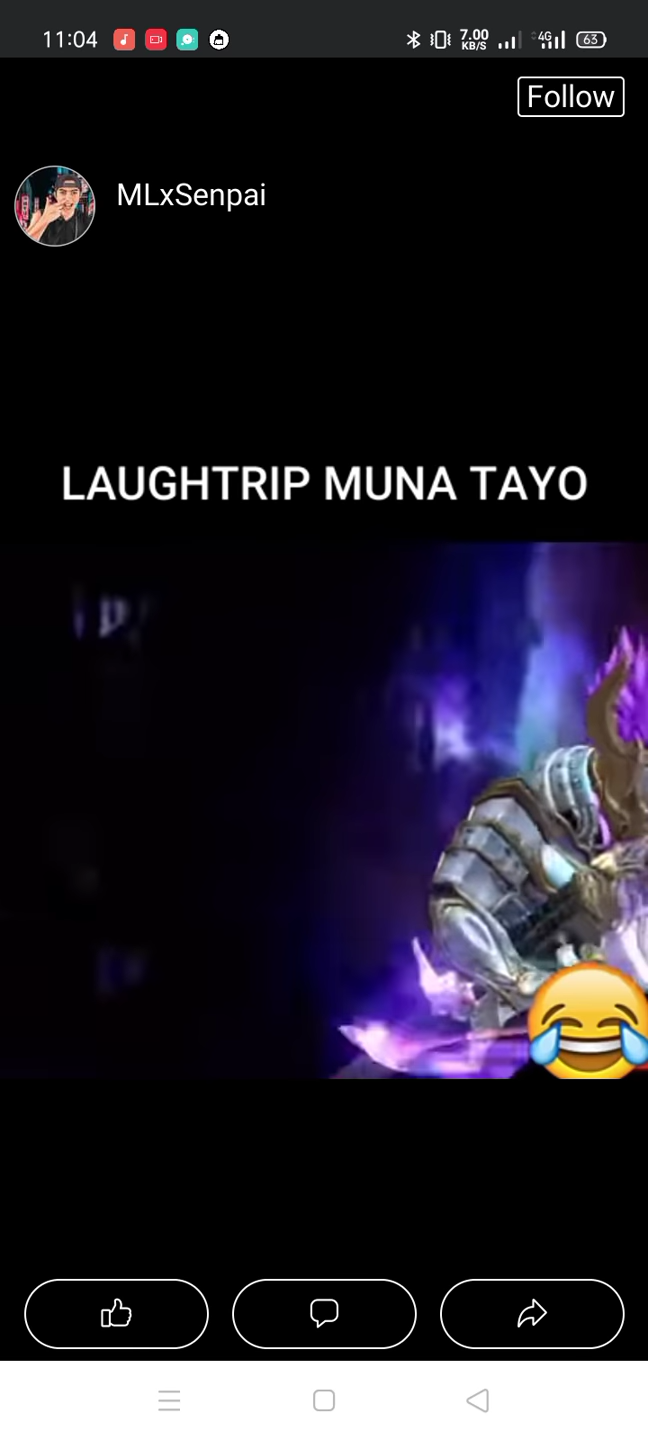 11:04
7.00
KB/S
4G
63
Follow
MLxSenpai
LAUGHTRIP MUNA TAYO